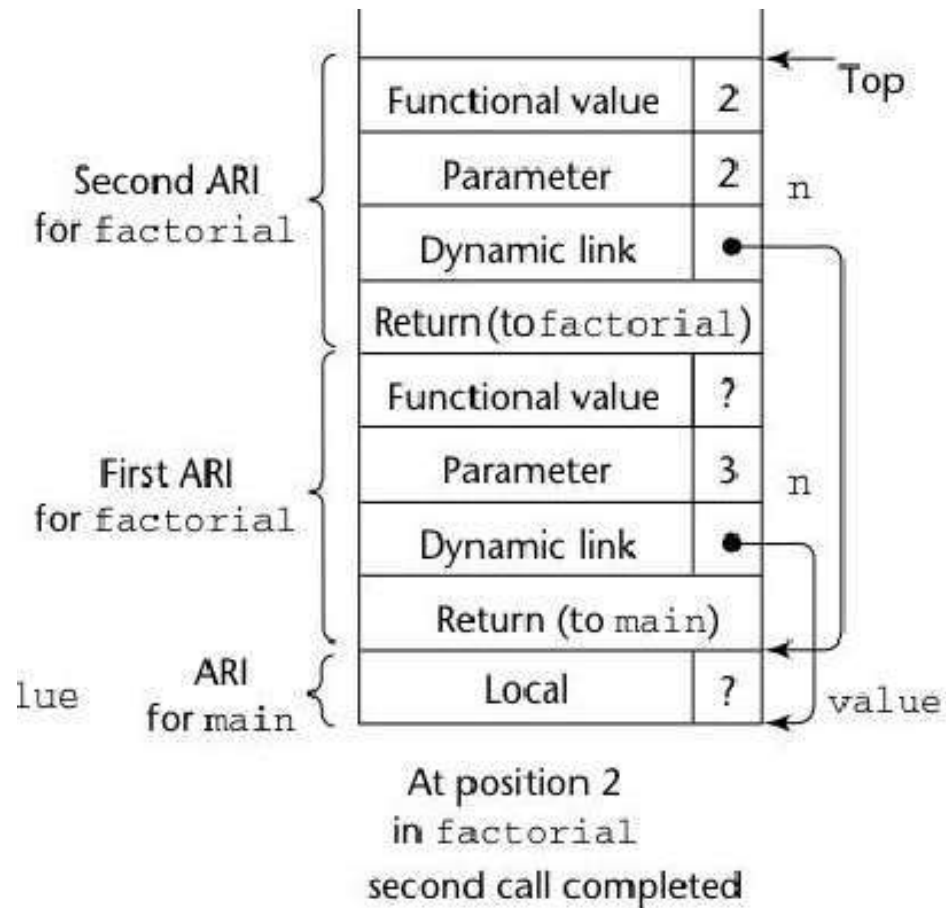 Top
Functional value 2
Second ARI
for factorial
Parameter 2 n
Dynamic link
Return (to factorial)
Functional value ?
First ARI
for factorial
Parameter 3 n
Dynamic link
Return (to main)
ARI
for main
lue
Local ?
value
At position 2
in factorial
second call completed